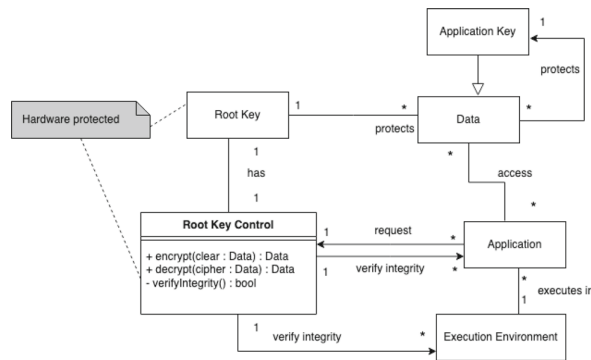 Application Key
1
protects
Hardware protected
Root Key
1
*
protects
Data
*
1
has
1
*
access
*
Root Key Control
+ encrypt(clear : Data) : Data
+ decrypt(cipher : Data) : Data
- verifyIntegrity() : bool
1
request
*
1
verify integrity
*
Application
*
executes in
1
1
verify integrity
*
Execution Environment